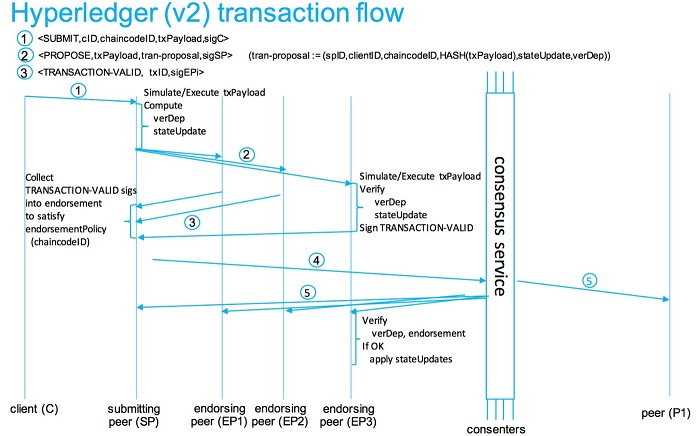 Hyperledger (v2) transaction flow
1 <SUBMIT,cID,chaincodeID,txPayload,sigC>
2 <PROPOSE,txPayload,tran-proposal,sigSP> (tran-proposal := (spID,clientID,chaincodeID,HASH(txPayload),stateUpdate,verDep))
3 <TRANSACTION-VALID, txID,sigEPi>
1
Simulate/Execute txPayload
Compute
verDep
stateUpdate
2
Collect
TRANSACTION-VALID sigs
into endorsement
to satisfy
endorsementPolicy
(chaincodeID)
3
Simulate/Execute txPayload
Verify
verDep
stateUpdate
Sign TRANSACTION-VALID
4
consensus service
5
5
Verify
verDep, endorsement
If OK
apply stateUpdates
client (C)
submitting
peer (SP)
endorsing
peer (EP1)
endorsing
peer (EP2)
endorsing
peer (EP3)
consenters
peer (P1)